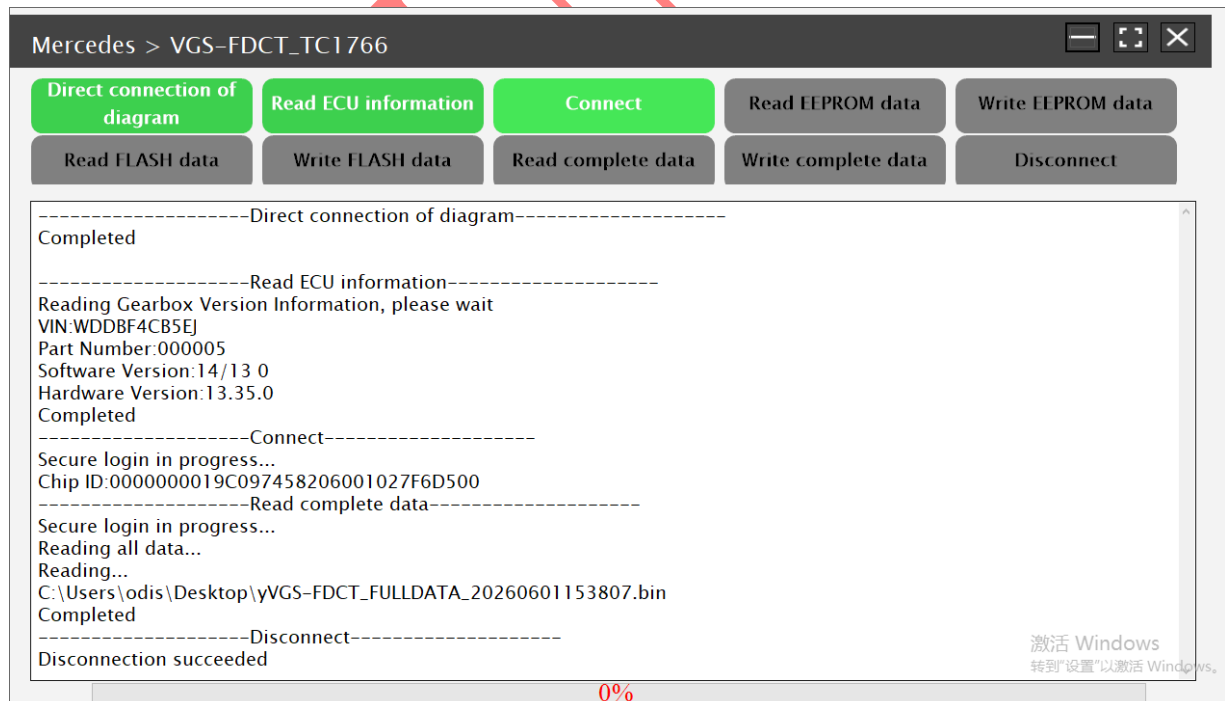 Mercedes > VGS-FDCT_TC1766
Direct connection of diagram
Read ECU information
Connect
Read EEPROM data
Write EEPROM data
Read FLASH data
Write FLASH data
Read complete data
Write complete data
Disconnect
--------------------Direct connection of diagram--------------------
Completed
--------------------Read ECU information--------------------
Reading Gearbox Version Information, please wait
VIN:WDDBF4CB5EJ
Part Number:000005
Software Version:14/13 0
Hardware Version:13.35.0
Completed
--------------------Connect--------------------
Secure login in progress...
Chip ID:0000000019C097458206001027F6D500
--------------------Read complete data--------------------
Secure login in progress...
Reading all data...
Reading...
C:\Users\odis\Desktop\yVGS-FDCT_FULLDATA_20260601153807.bin
Completed
--------------------Disconnect--------------------
Disconnection succeeded
激活 Windows
转到"设置"以激活 Windows。
0%